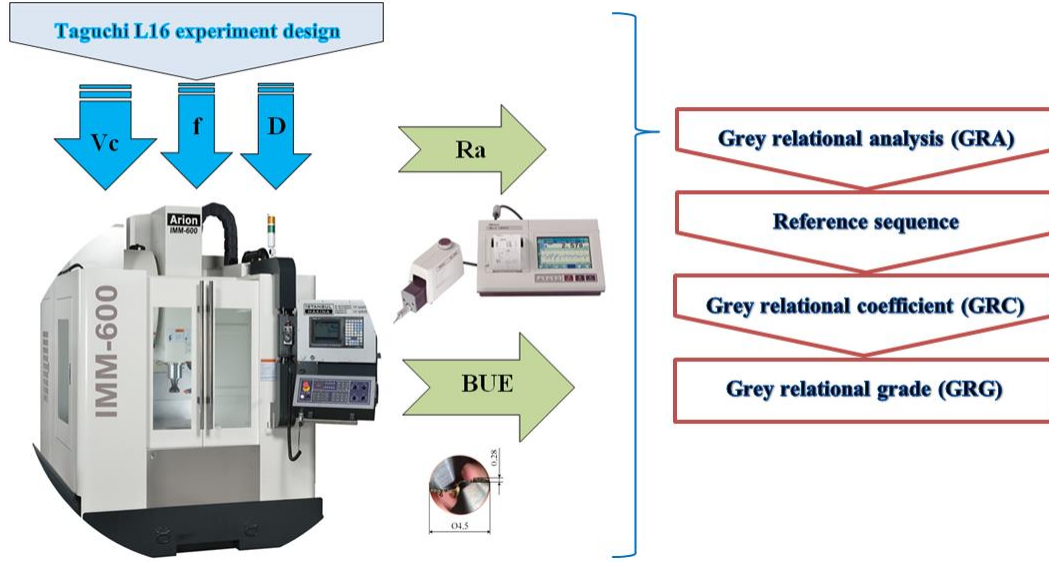 Taguchi L16 experiment design
Vc
f
D
Ra
Arion
IMM-600
IMM-600
BUE
0.28
O4.5
Grey relational analysis (GRA)
Reference sequence
Grey relational coefficient (GRC)
Grey relational grade (GRG)